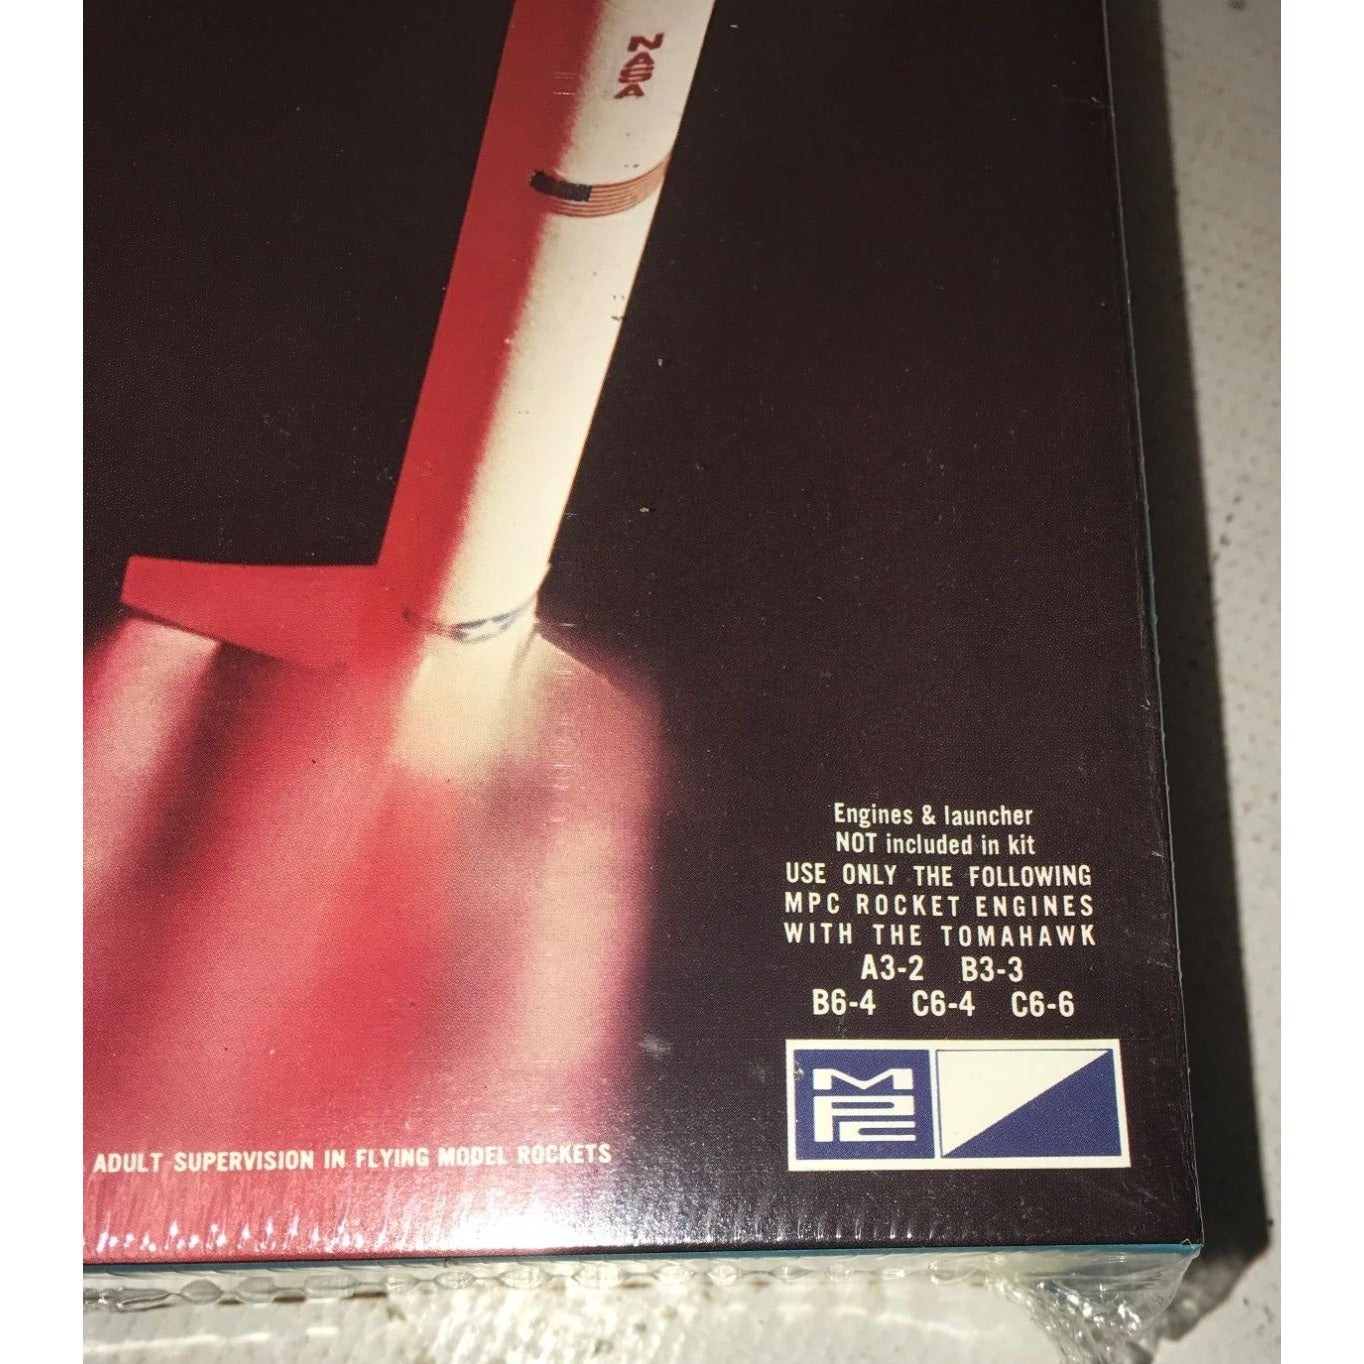 NASA
Engines & launcher
NOT included in kit
USE ONLY THE FOLLOWING
MPC ROCKET ENGINES
WITH THE TOMAHAWK
A3-2 B3-3
B6-4 C6-4 C6-6
MPC
ADULT SUPERVISION IN FLYING MODEL ROCKETS